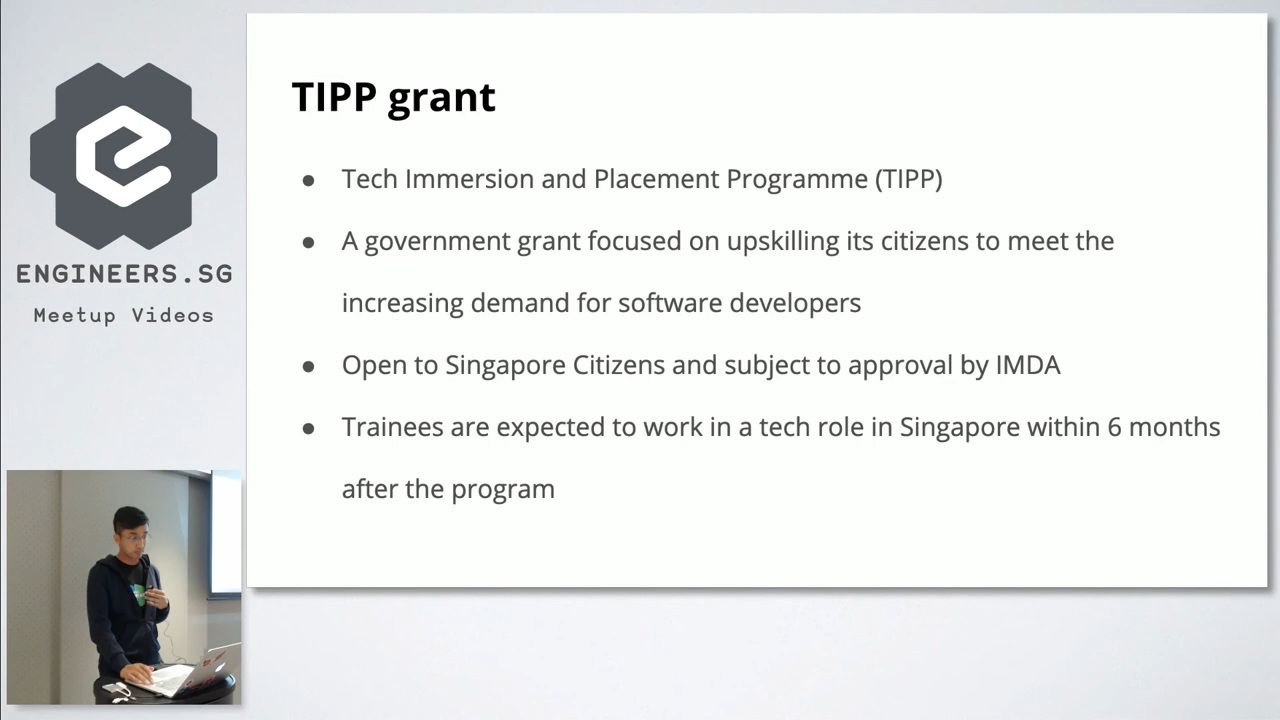 ENGINEERS.SG
Meetup Videos
TIPP grant
● Tech Immersion and Placement Programme (TIPP)
● A government grant focused on upskilling its citizens to meet the
increasing demand for software developers
● Open to Singapore Citizens and subject to approval by IMDA
● Trainees are expected to work in a tech role in Singapore within 6 months
after the program